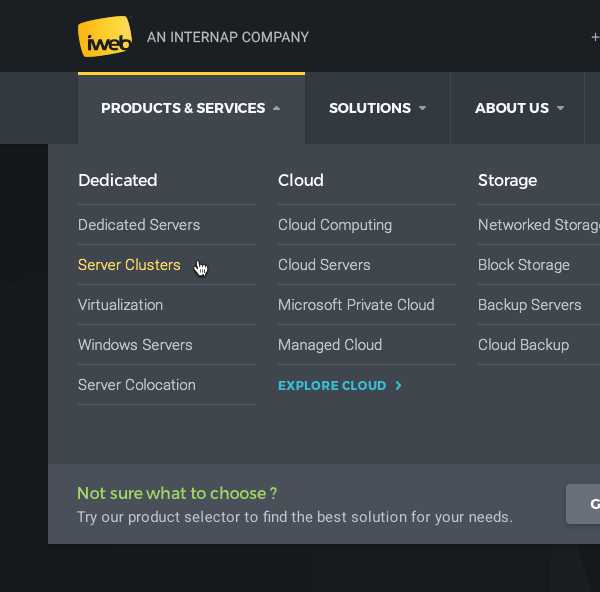 iweb
AN INTERNAP COMPANY
+
PRODUCTS & SERVICES
SOLUTIONS
ABOUT US
Dedicated
Dedicated Servers
Server Clusters
Virtualization
Windows Servers
Server Colocation
Cloud
Cloud Computing
Cloud Servers
Microsoft Private Cloud
Managed Cloud
EXPLORE CLOUD
Storage
Networked Storag
Block Storage
Backup Servers
Cloud Backup
Not sure what to choose ?
Try our product selector to find the best solution for your needs.